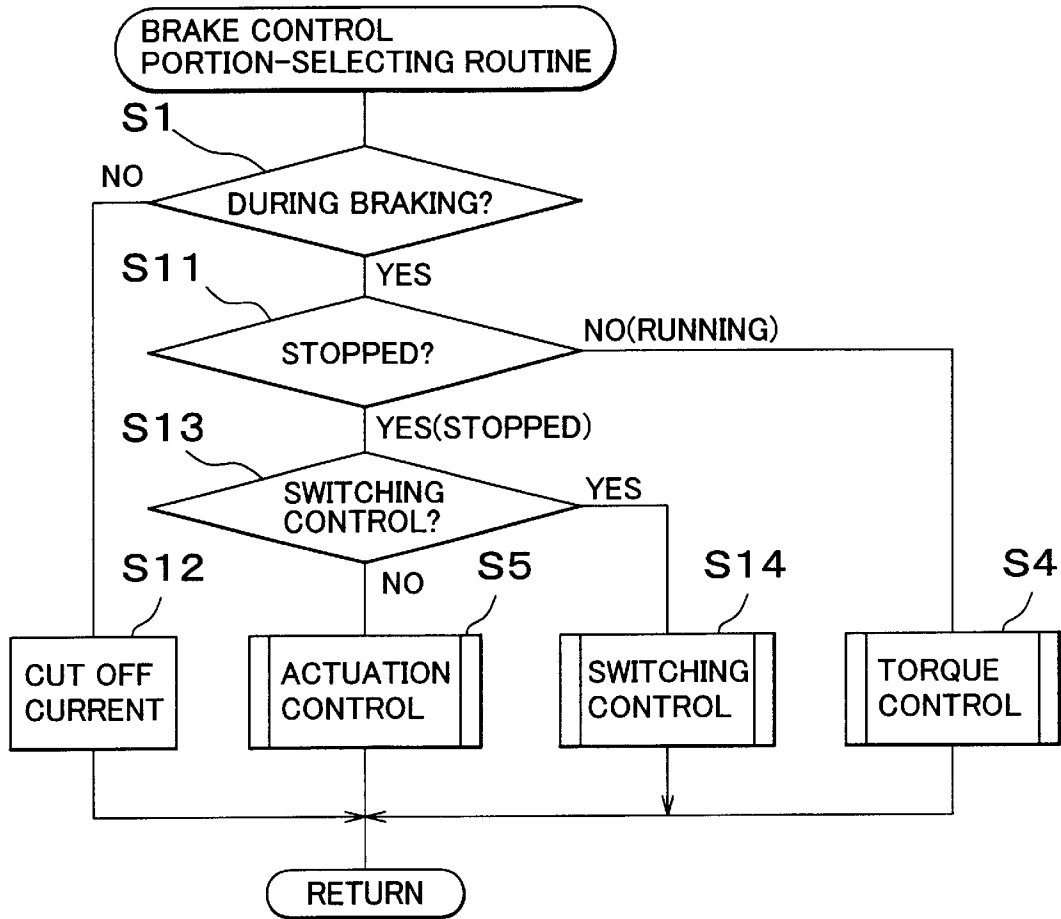 BRAKE CONTROL
PORTION-SELECTING ROUTINE
S1
NO
DURING BRAKING?
S11
YES
STOPPED?
NO(RUNNING)
S13
YES(STOPPED)
SWITCHING
CONTROL?
YES
S12
NO
S5
S14
S4
CUT OFF
CURRENT
ACTUATION
CONTROL
SWITCHING
CONTROL
TORQUE
CONTROL
RETURN